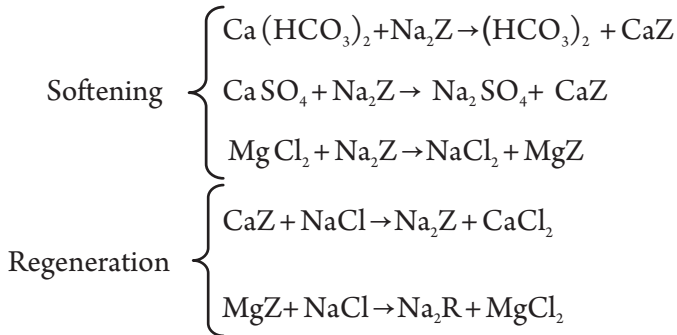 Ca(HCO₃)₂+Na₂Z→(HCO₃)₂ + CaZ
Softening
CaSO₄+Na₂Z→ Na₂SO₄+ CaZ
MgCl₂+Na₂Z→NaCl₂+MgZ
CaZ+NaCl→Na₂Z+CaCl₂
Regeneration
MgZ+NaCl→Na₂R+MgCl₂